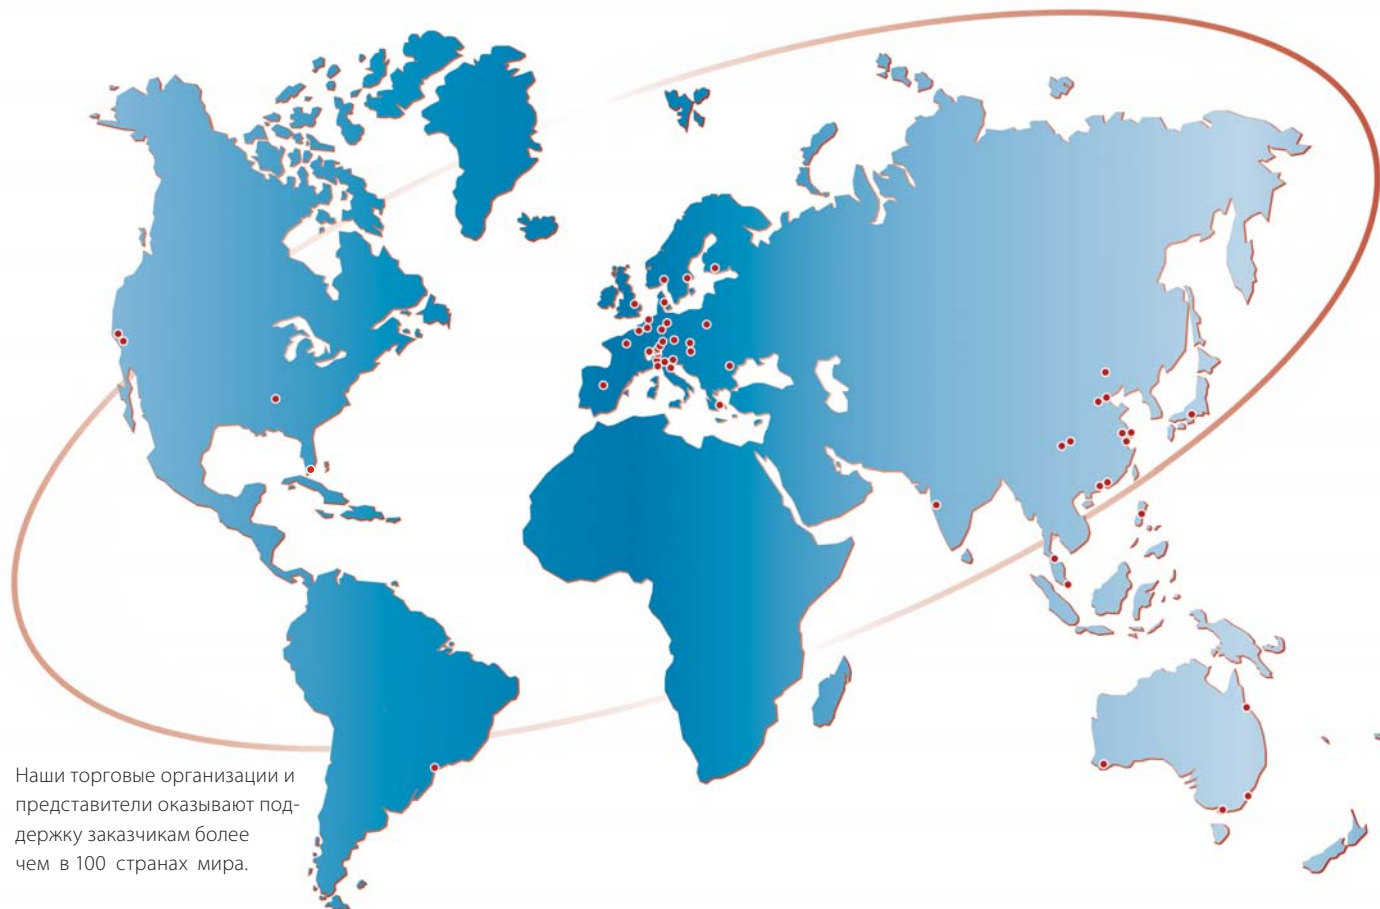 Наши торговые организации и
представители оказывают под-
держку заказчикам более
чем в 100 странах мира.